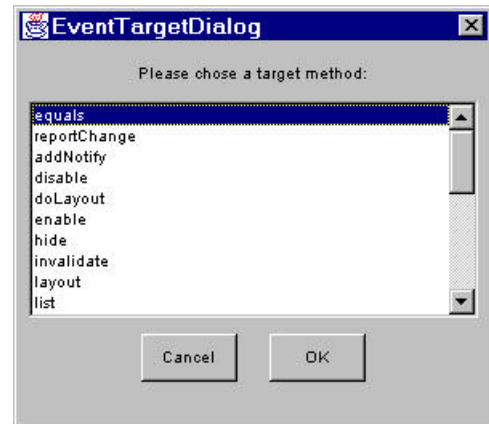 EventTargetDialog
Please chose a target method:
equals
reportChange
addNotify
disable
doLayout
enable
hide
invalidate
layout
list
Cancel OK